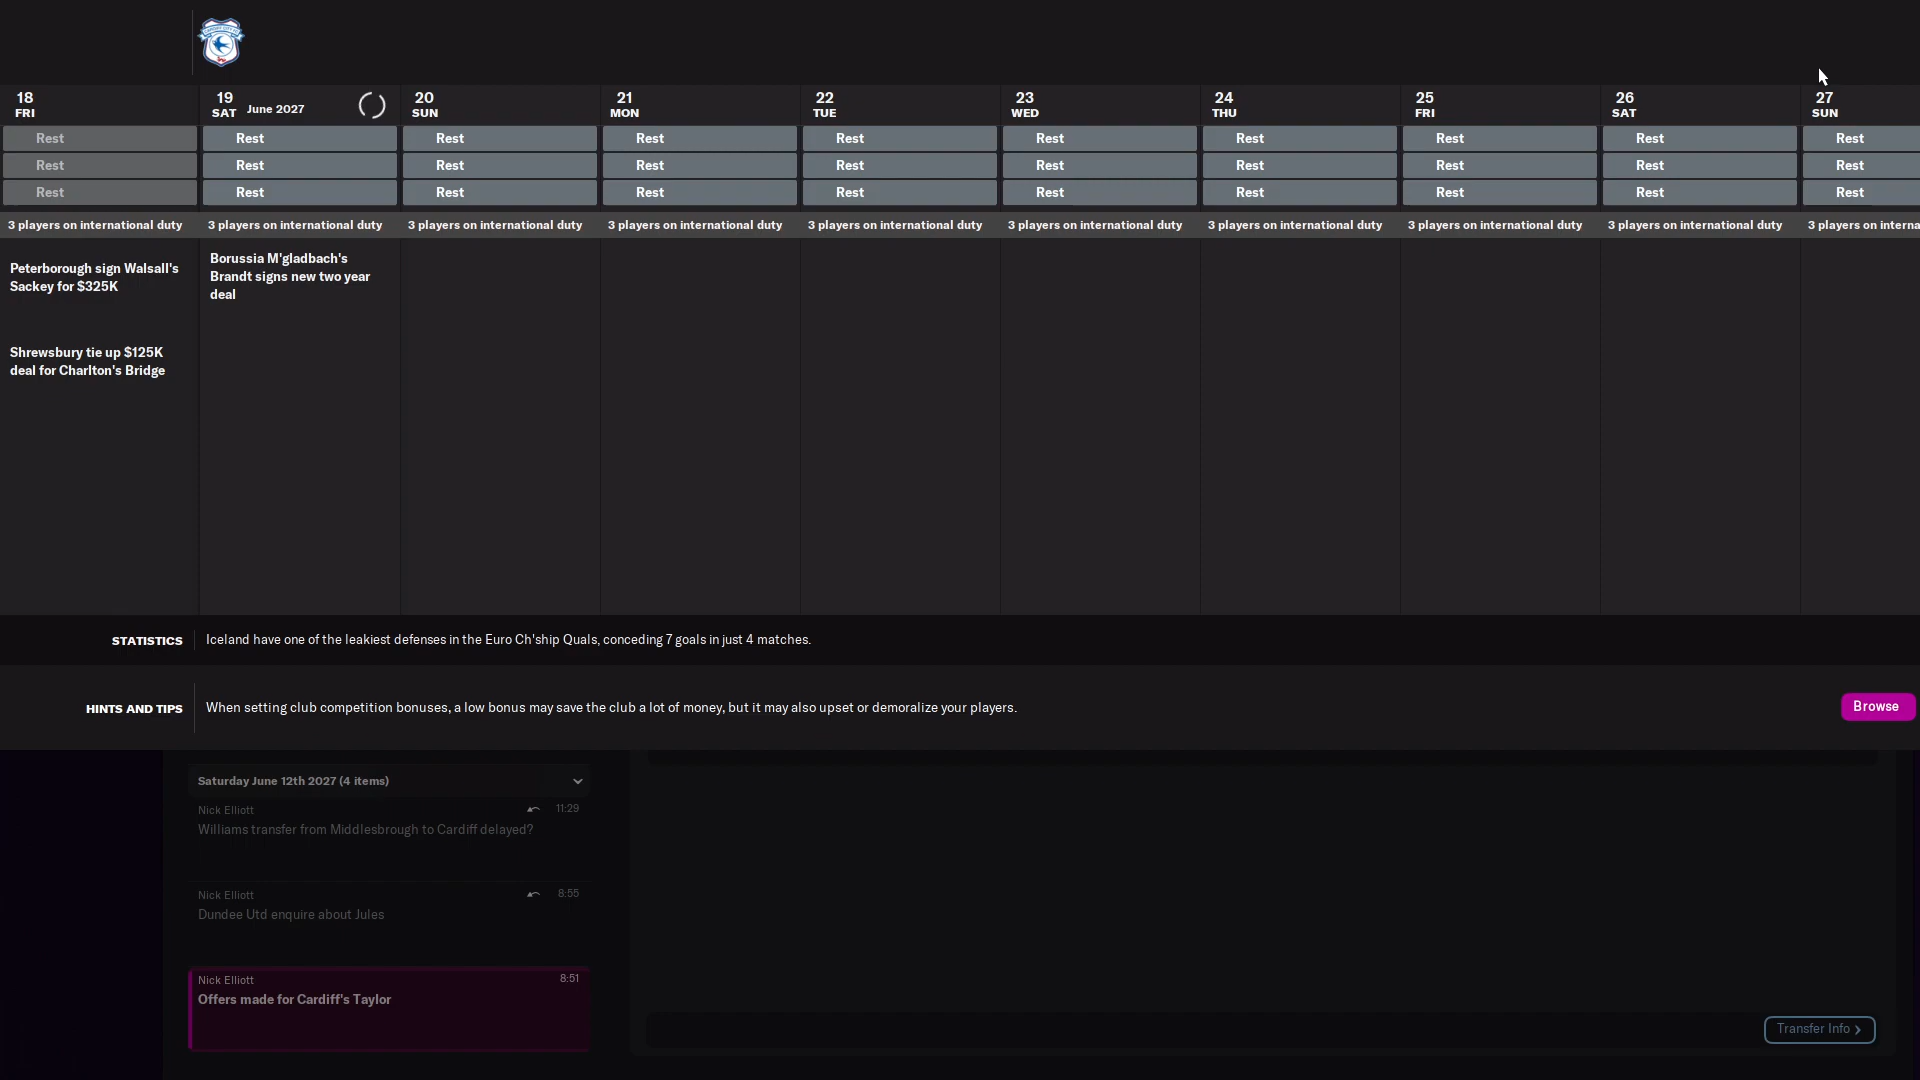 18
FRI
19
SAT June 2027
20
SUN
21
MON
22
TUE
23
WED
24
THU
25
FRI
26
SAT
27
SUN
Rest Rest Rest Rest Rest Rest Rest Rest Rest Rest
Rest Rest Rest Rest Rest Rest Rest Rest Rest Rest
Rest Rest Rest Rest Rest Rest Rest Rest Rest Rest
3 players on international duty 3 players on international duty 3 players on international duty 3 players on international duty 3 players on international duty 3 players on international duty 3 players on international duty 3 players on international duty 3 players on international duty 3 players on interna
Peterborough sign Walsall's
Sackey for $325K
Shrewsbury tie up $125K
deal for Charlton's Bridge
Borussia M'gladbach's
Brandt signs new two year
deal
STATISTICS Iceland have one of the leakiest defenses in the Euro Ch'ship Quals, conceding 7 goals in just 4 matches.
HINTS AND TIPS When setting club competition bonuses, a low bonus may save the club a lot of money, but it may also upset or demoralize your players.
Browse
Saturday June 12th 2027 (4 items)
Nick Elliott 11:29
Williams transfer from Middlesbrough to Cardiff delayed?
Nick Elliott 8:55
Dundee Utd enquire about Jules
Nick Elliott 8:51
Offers made for Cardiff's Taylor
Transfer Info